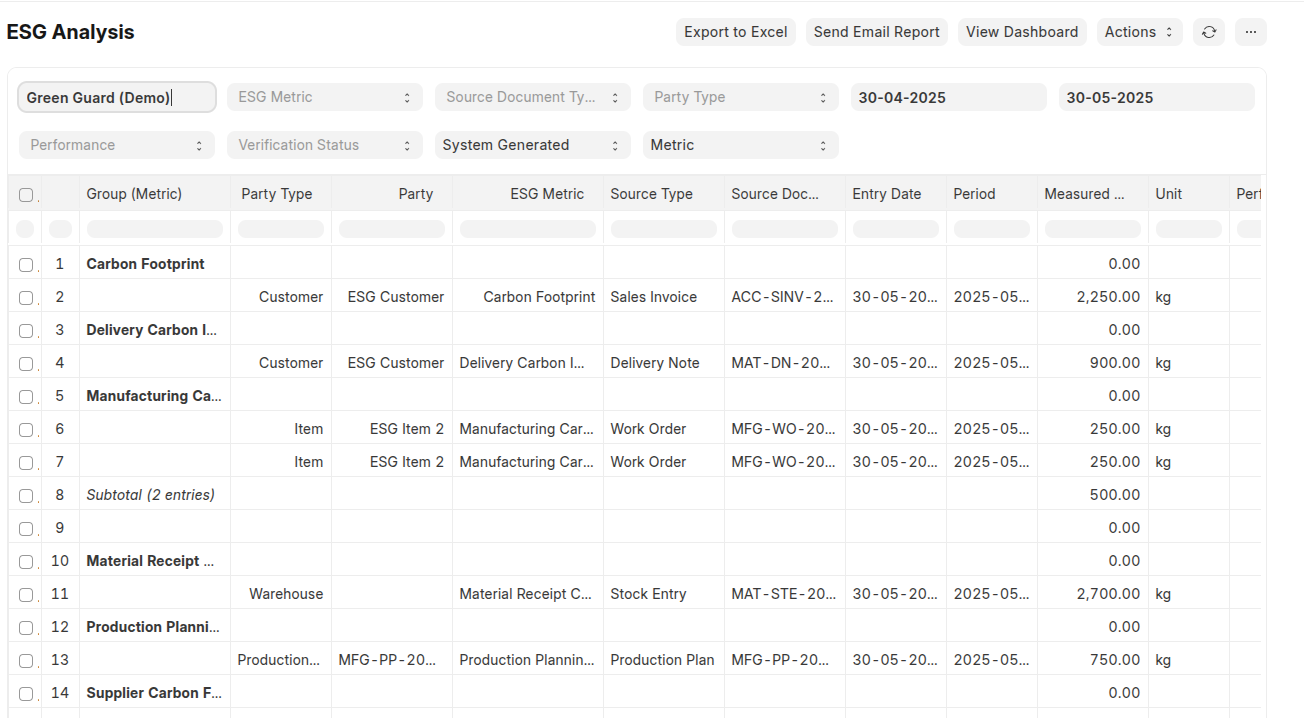 ESG Analysis Export to Excel Send Email Report View Dashboard Actions ...
Green Guard (Demo) ESG Metric Source Document Ty... Party Type 30-04-2025 30-05-2025
Performance Verification Status System Generated Metric
Group (Metric) Party Type Party ESG Metric Source Type Source Doc... Entry Date Period Measured ... Unit
1 Carbon Footprint 0.00
2 Customer ESG Customer Carbon Footprint Sales Invoice ACC-SINV-2... 30-05-20... 2025-05... 2,250.00 kg
3 Delivery Carbon I... 0.00
4 Customer ESG Customer Delivery Carbon I... Delivery Note MAT-DN-20... 30-05-20... 2025-05... 900.00 kg
5 Manufacturing Ca... 0.00
6 Item ESG Item 2 Manufacturing Car... Work Order MFG-WO-20... 30-05-20... 2025-05... 250.00 kg
7 Item ESG Item 2 Manufacturing Car... Work Order MFG-WO-20... 30-05-20... 2025-05... 250.00 kg
8 Subtotal (2 entries) 500.00
9 0.00
10 Material Receipt ... 0.00
11 Warehouse Material Receipt C... Stock Entry MAT-STE-20... 30-05-20... 2025-05... 2,700.00 kg
12 Production Planni... 0.00
13 Production... MFG-PP-20... Production Plannin... Production Plan MFG-PP-20... 30-05-20... 2025-05... 750.00 kg
14 Supplier Carbon F... 0.00